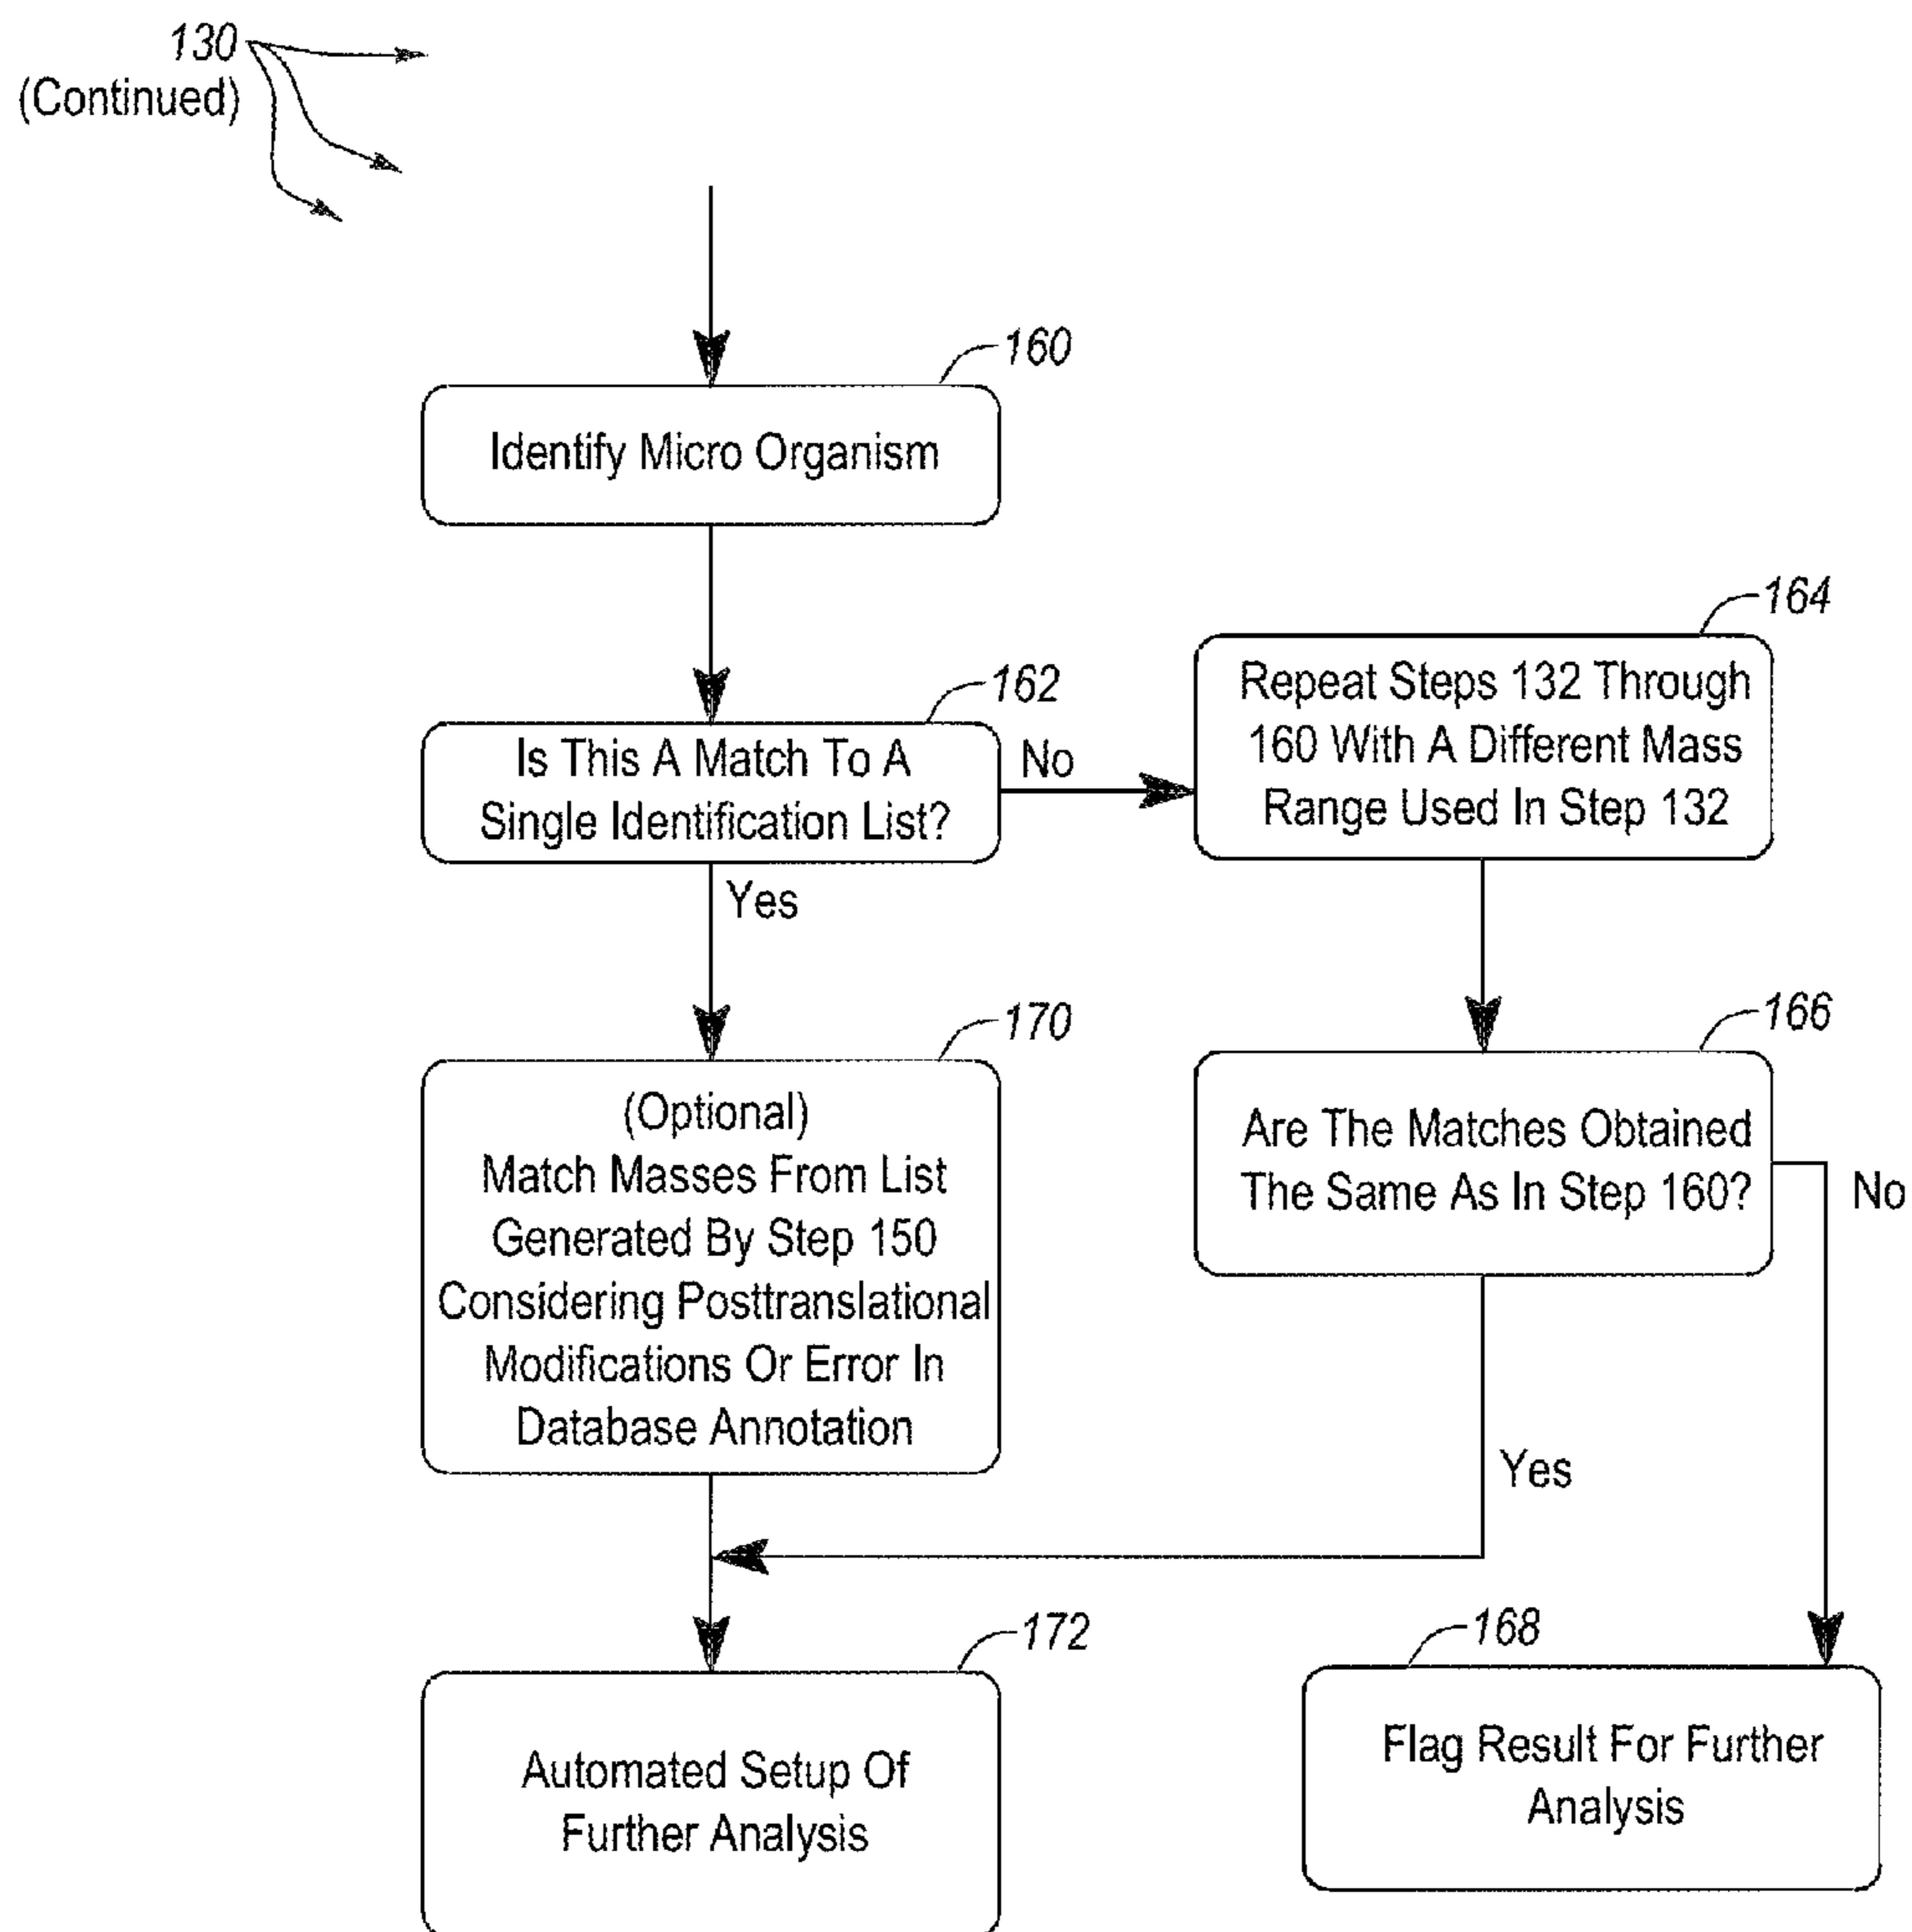 130
(Continued)
160
Identify Micro Organism
162
Is This A Match To A
Single Identification List?
No
Yes
164
Repeat Steps 132 Through
160 With A Different Mass
Range Used In Step 132
170
(Optional)
Match Masses From List
Generated By Step 150
Considering Posttranslational
Modifications Or Error In
Database Annotation
166
Are The Matches Obtained
The Same As In Step 160?
No
Yes
172
Automated Setup Of
Further Analysis
168
Flag Result For Further
Analysis